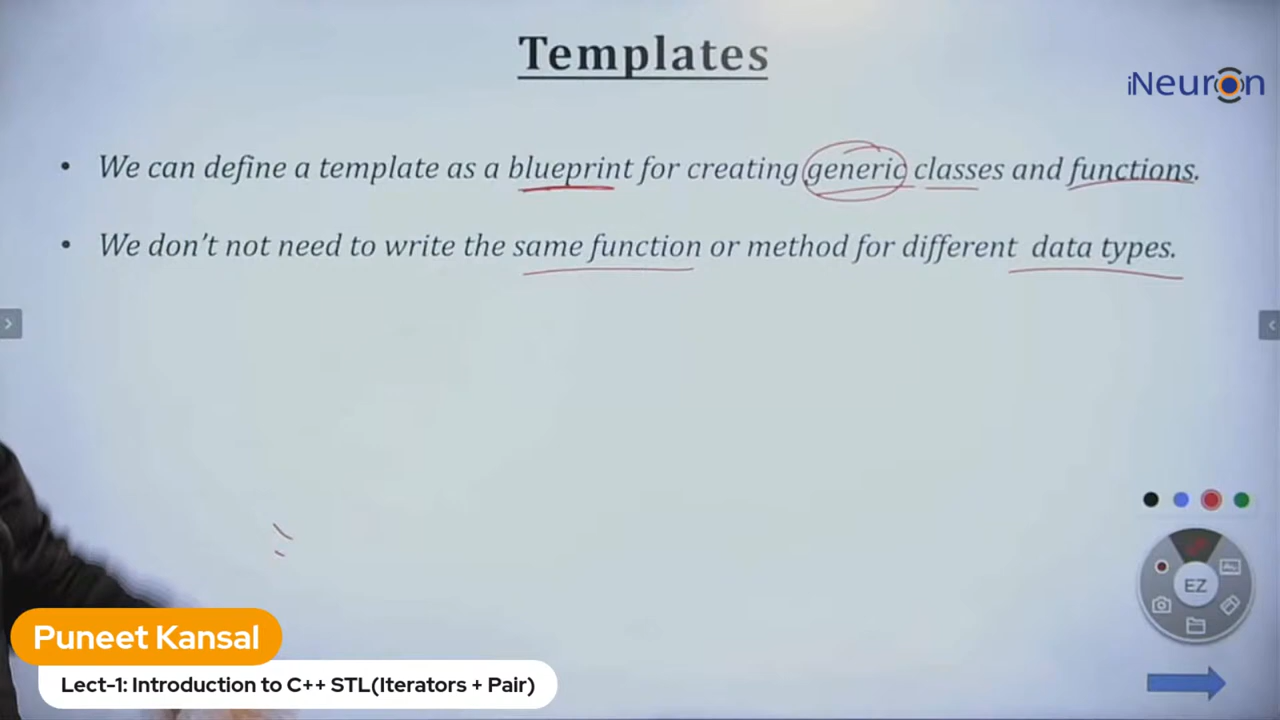 Templates
iNeuron
• We can define a template as a blueprint for creating generic classes and functions.
• We don't not need to write the same function or method for different data types.
EZ
Puneet Kansal
Lect-1: Introduction to C++ STL(Iterators + Pair)